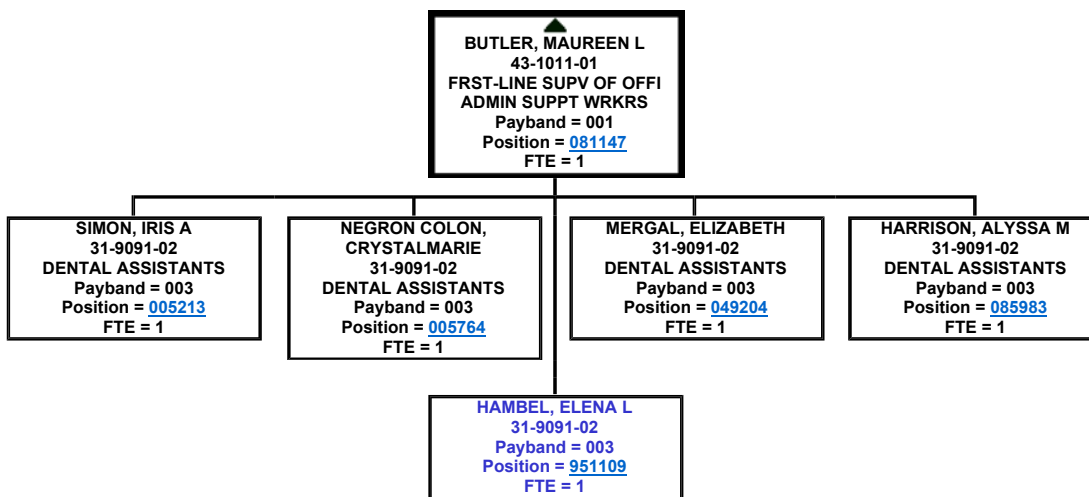 BUTLER, MAUREEN L
43-1011-01
FRST-LINE SUPV OF OFFI
ADMIN SUPPT WRKRS
Payband = 001
Position = 081147
FTE = 1
SIMON, IRIS A
31-9091-02
DENTAL ASSISTANTS
Payband = 003
Position = 005213
FTE = 1
NEGRON COLON,
CRYSTALMARIE
31-9091-02
DENTAL ASSISTANTS
Payband = 003
Position = 005764
FTE = 1
MERGAL, ELIZABETH
31-9091-02
DENTAL ASSISTANTS
Payband = 003
Position = 049204
FTE = 1
HARRISON, ALYSSA M
31-9091-02
DENTAL ASSISTANTS
Payband = 003
Position = 085983
FTE = 1
HAMBEL, ELENA L
31-9091-02
Payband = 003
Position = 951109
FTE = 1